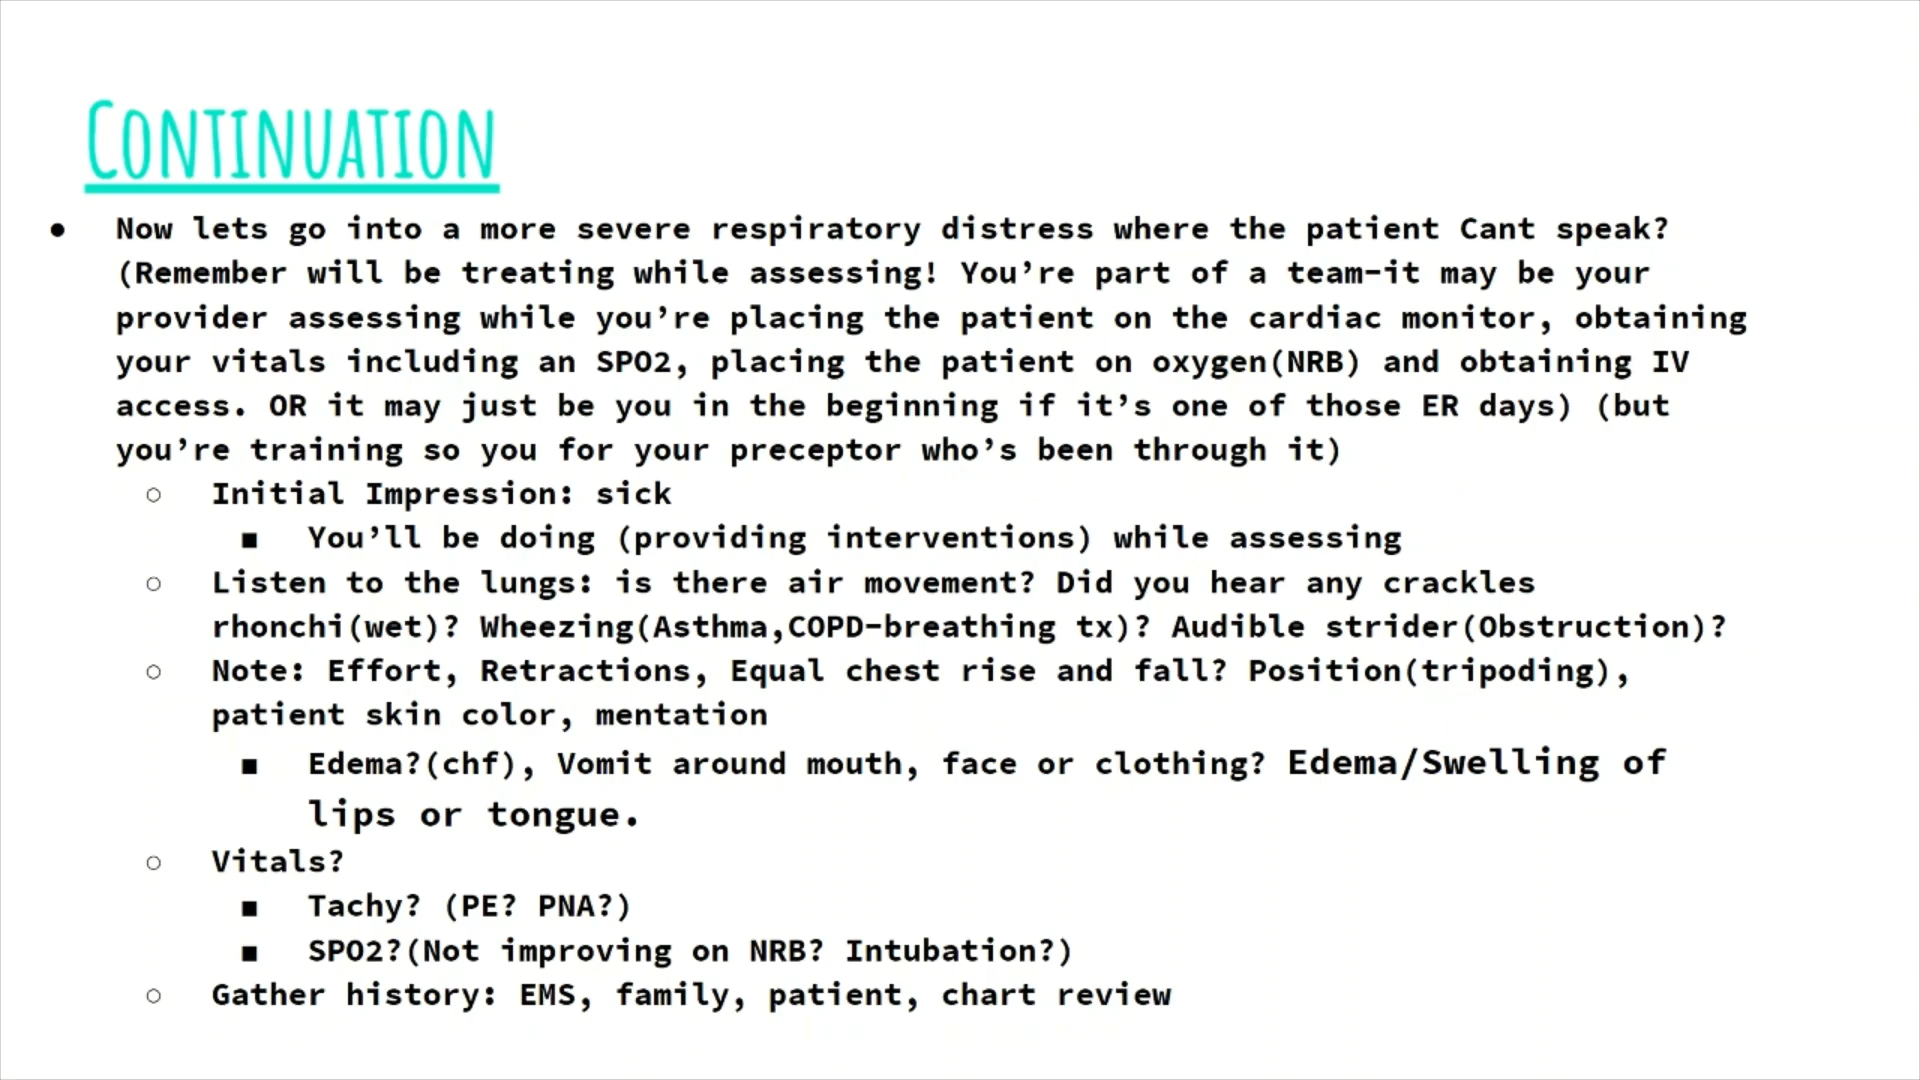 Continuation
● Now lets go into a more severe respiratory distress where the patient Cant speak?
(Remember will be treating while assessing! You’re part of a team-it may be your
provider assessing while you’re placing the patient on the cardiac monitor, obtaining
your vitals including an SPO2, placing the patient on oxygen(NRB) and obtaining IV
access. OR it may just be you in the beginning if it’s one of those ER days) (but
you’re training so you for your preceptor who’s been through it)
○ Initial Impression: sick
■ You’ll be doing (providing interventions) while assessing
○ Listen to the lungs: is there air movement? Did you hear any crackles
rhonchi(wet)? Wheezing(Asthma,COPD-breathing tx)? Audible strider(Obstruction)?
○ Note: Effort, Retractions, Equal chest rise and fall? Position(tripoding),
patient skin color, mentation
■ Edema?(chf), Vomit around mouth, face or clothing? Edema/Swelling of
lips or tongue.
○ Vitals?
■ Tachy? (PE? PNA?)
■ SPO2?(Not improving on NRB? Intubation?)
○ Gather history: EMS, family, patient, chart review